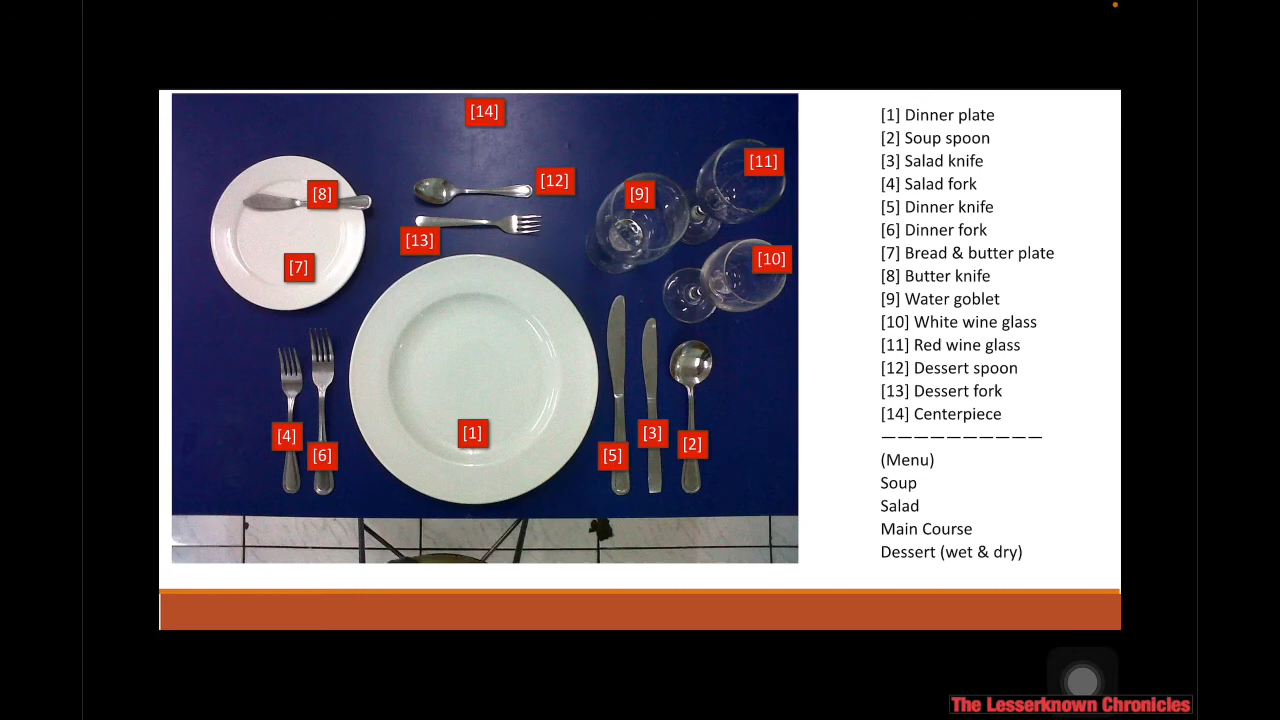 [14]
[11]
[12]
[8]
[9]
[13]
[10]
[7]
[1]
[3]
[4]
[2]
[6]
[5]
[1] Dinner plate
[2] Soup spoon
[3] Salad knife
[4] Salad fork
[5] Dinner knife
[6] Dinner fork
[7] Bread & butter plate
[8] Butter knife
[9] Water goblet
[10] White wine glass
[11] Red wine glass
[12] Dessert spoon
[13] Dessert fork
[14] Centerpiece
——————————
(Menu)
Soup
Salad
Main Course
Dessert (wet & dry)
The Lesserknown Chronicles